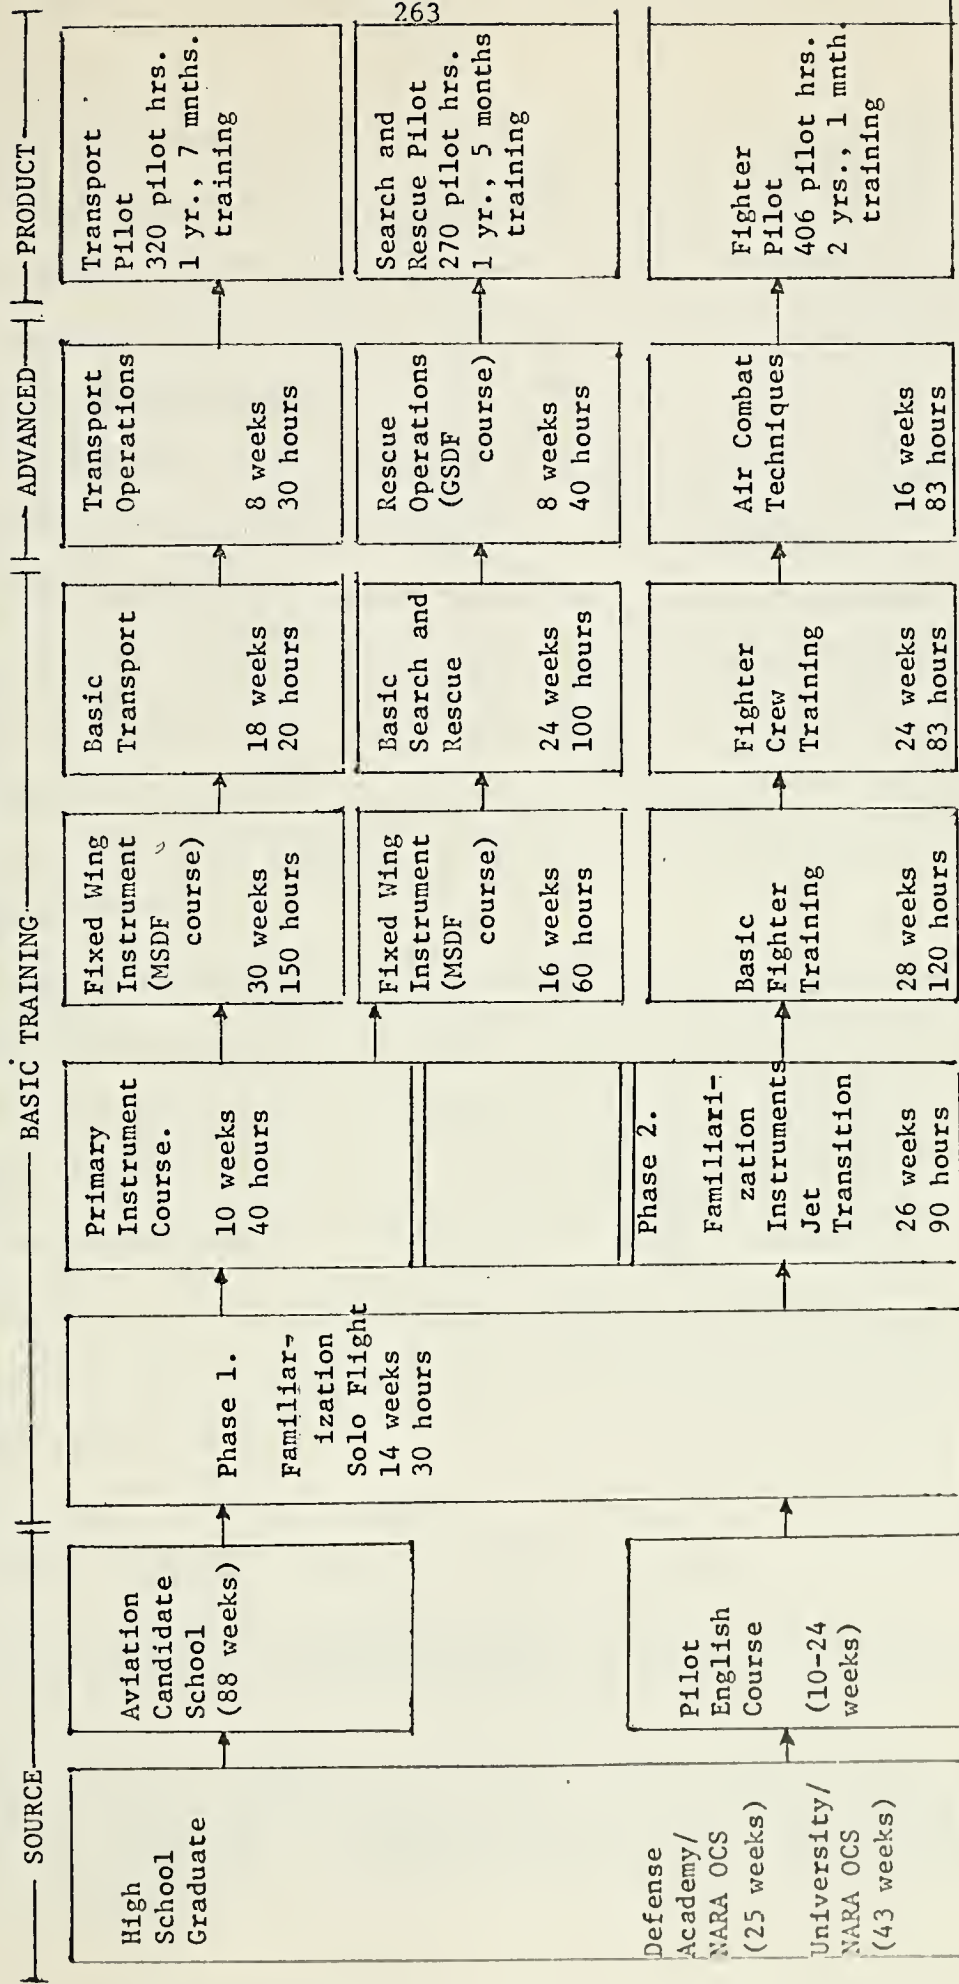 263
SOURCE
BASIC TRAINING
ADVANCED
PRODUCT
High
School
Graduate
Defense
Academy/
NARA OCS
(25 weeks)
University/
NARA OCS
(43 weeks)
Aviation
Candidate
School
(88 weeks)
Pilot
English
Course
(10-24
weeks)
Phase 1.
Familiar-
ization
Solo Flight
14 weeks
30 hours
Primary
Instrument
Course.
10 weeks
40 hours
Phase 2.
Familiari-
zation
Instruments
Jet
Transition
26 weeks
90 hours
Fixed Wing
Instrument
(MSDF
course)
30 weeks
150 hours
Fixed Wing
Instrument
(MSDF
course)
16 weeks
60 hours
Basic
Fighter
Training
28 weeks
120 hours
Basic
Transport
18 weeks
20 hours
Basic
Search and
Rescue
24 weeks
100 hours
Fighter
Crew
Training
24 weeks
83 hours
Transport
Operations
8 weeks
30 hours
Rescue
Operations
(GSDF
course)
8 weeks
40 hours
Air Combat
Techniques
16 weeks
83 hours
Transport
Pilot
320 pilot hrs.
1 yr., 7 mnths.
training
Search and
Rescue Pilot
270 pilot hrs.
1 yr., 5 months
training
Fighter
Pilot
406 pilot hrs.
2 yrs., 1 mnth.
training